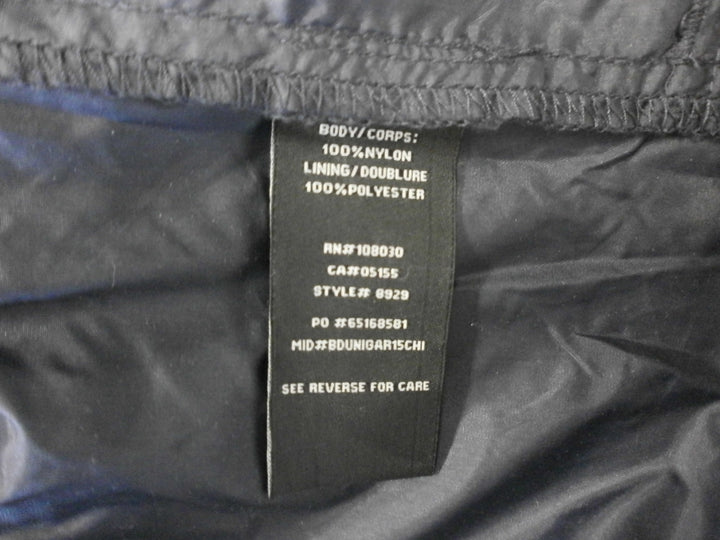 BODY/CORPS:
100%NYLON
LINING/DOUBLURE
100%POLYESTER
RN#108030
CA#05155
STYLE# 6929
PO #65168581
MID#BDUNIGAR15CHI
SEE REVERSE FOR CARE